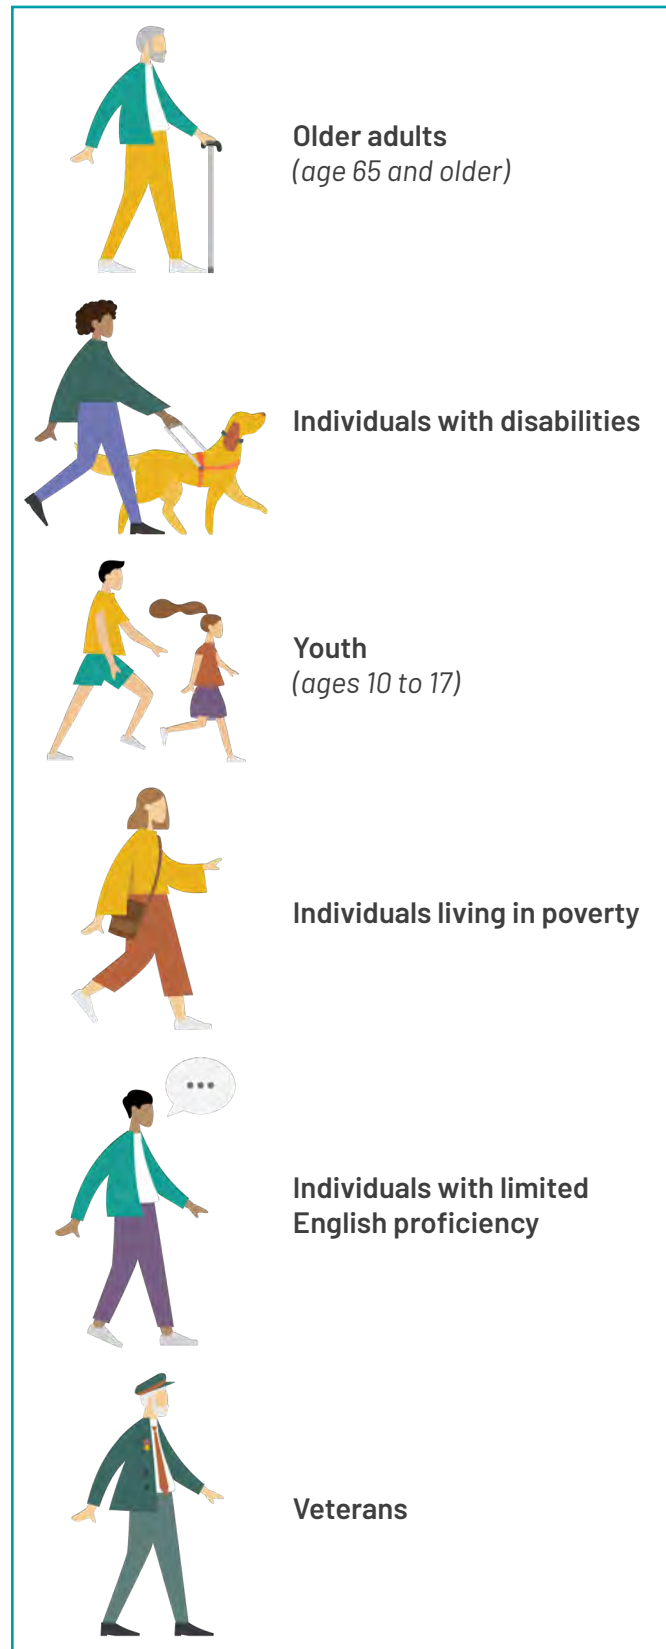 Older adults
(age 65 and older)
Individuals with disabilities
Youth
(ages 10 to 17)
Individuals living in poverty
Individuals with limited
English proficiency
Veterans